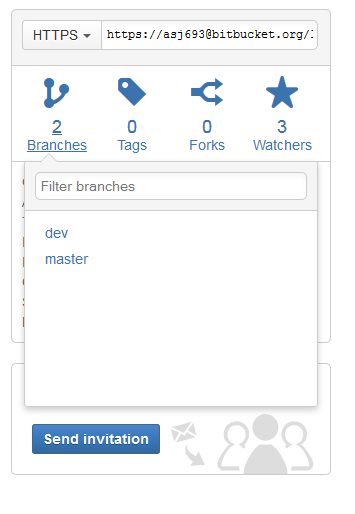 HTTPS https://asj693@bitbucket.org/
2 0 0 3
Branches Tags Forks Watchers
Filter branches
dev
master
Send invitation